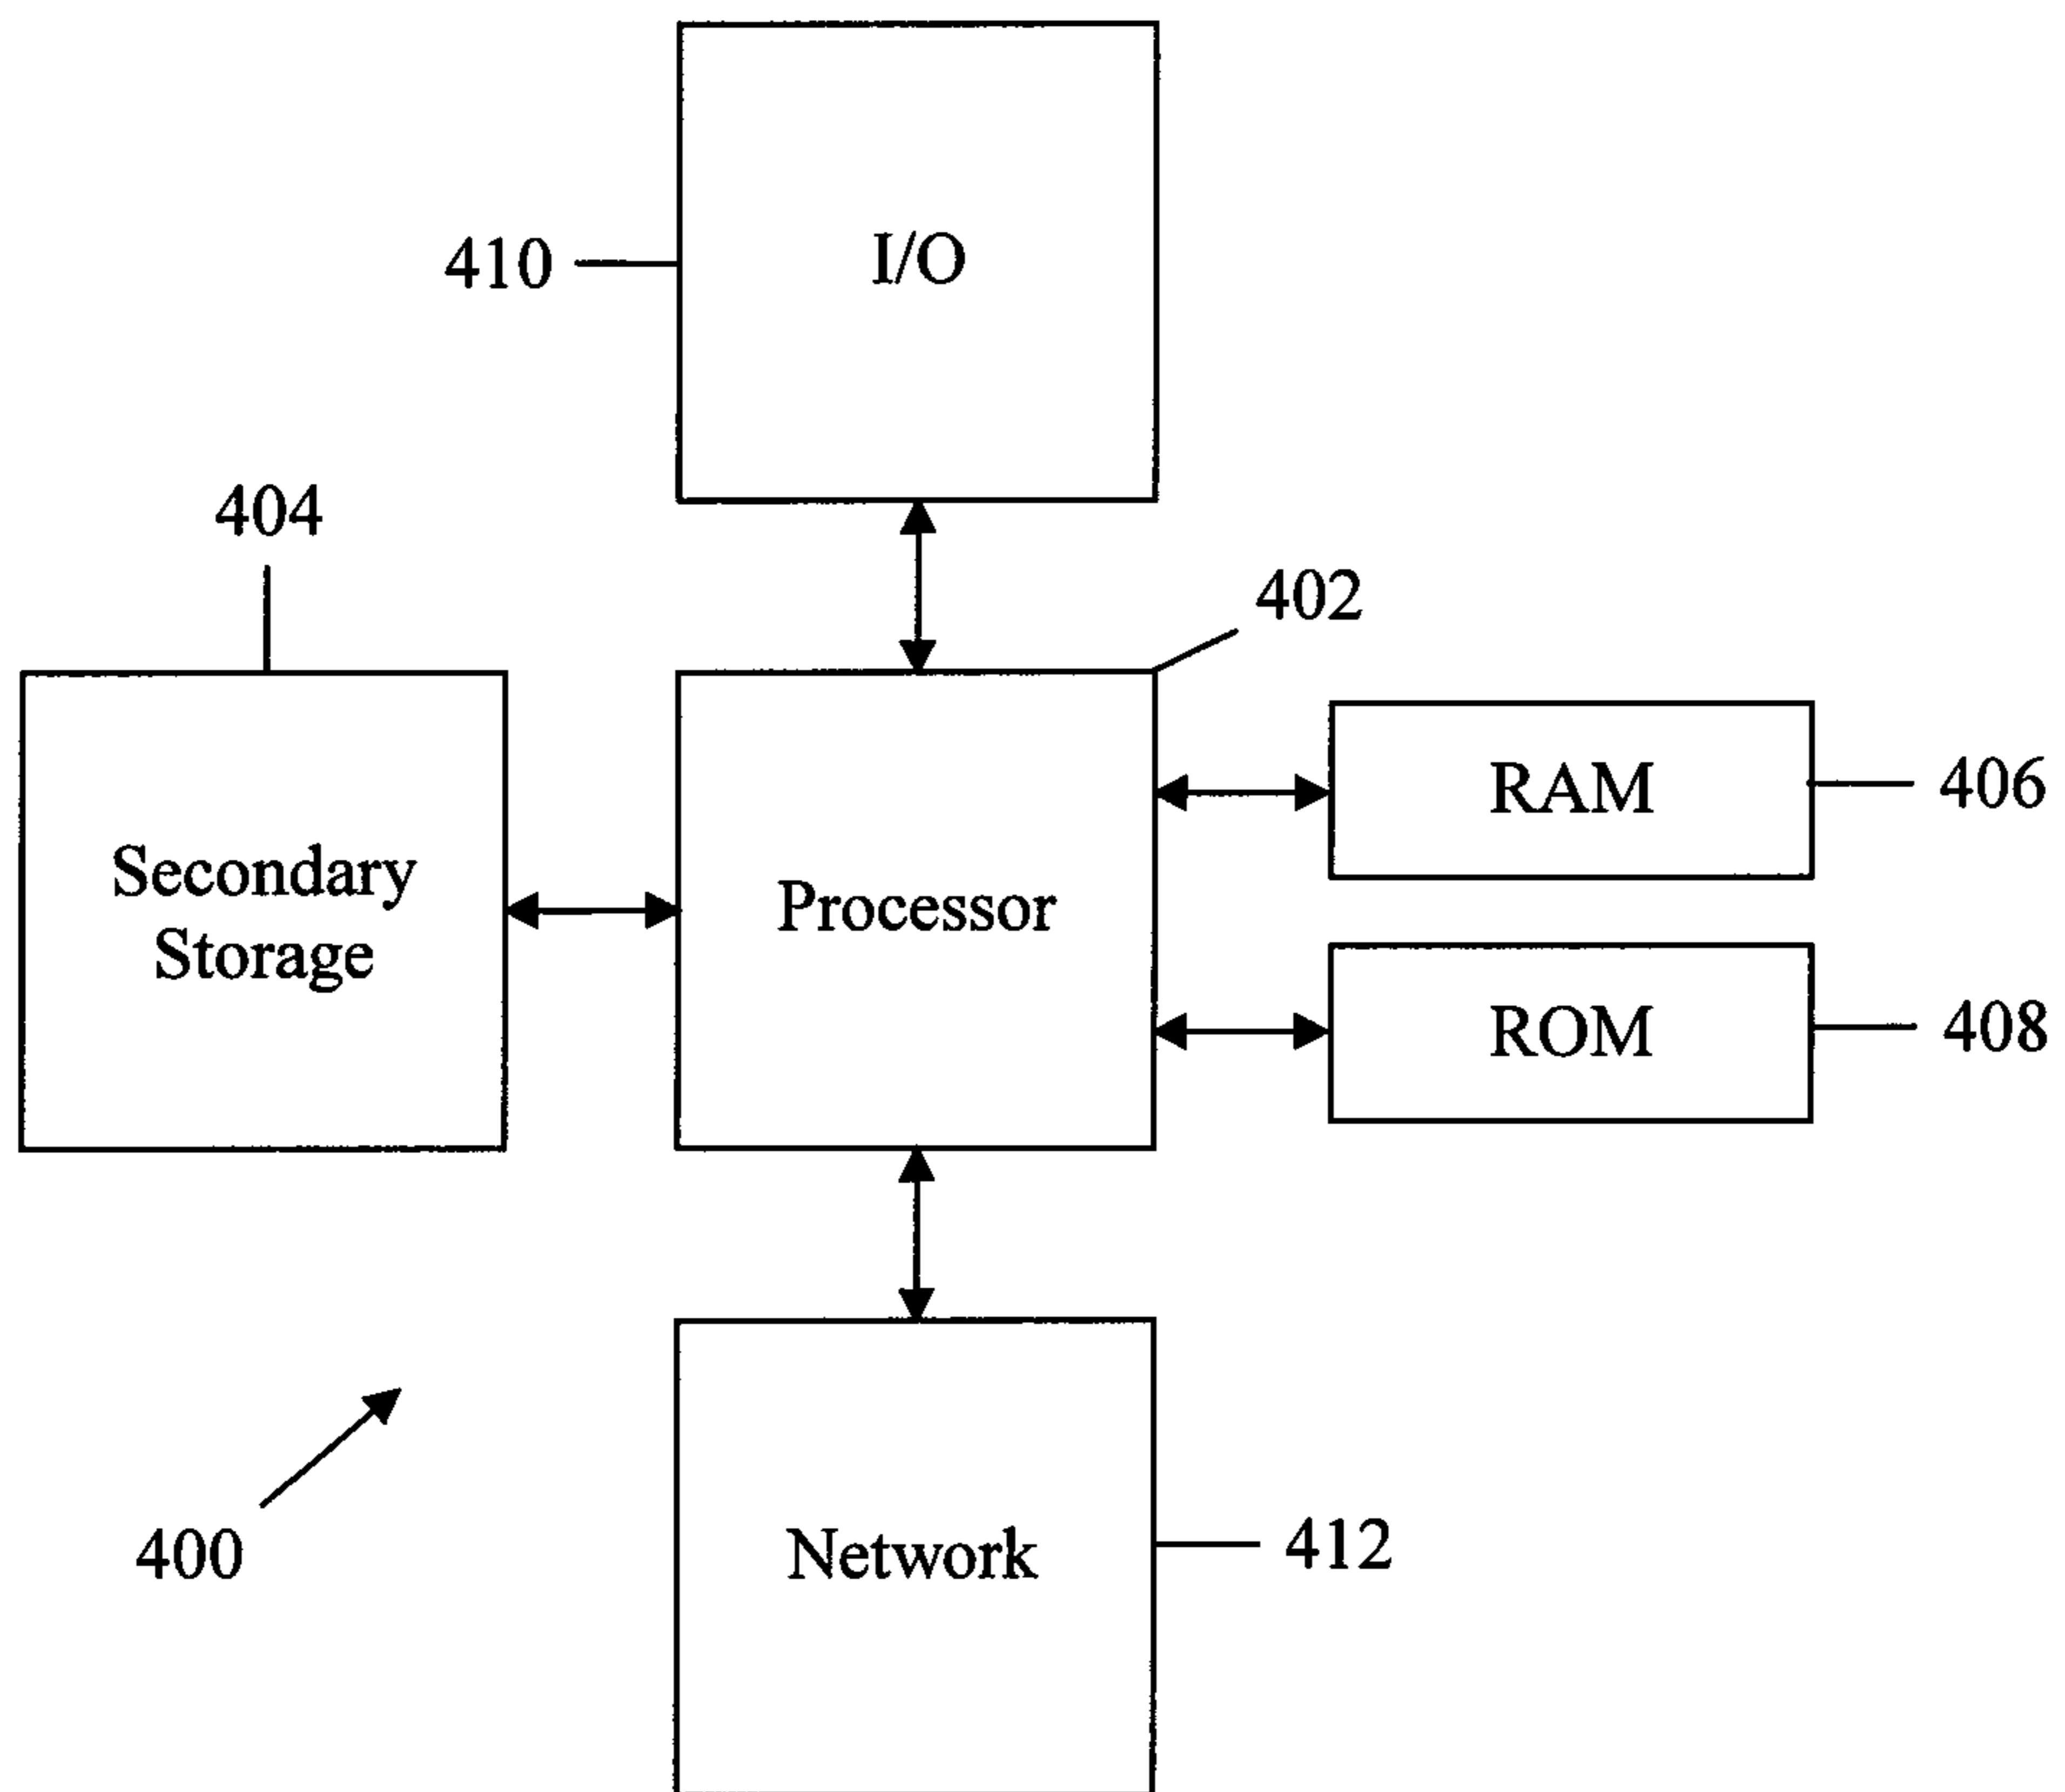 I/O
410
404
402
RAM
406
Secondary
Storage
Processor
ROM
408
400
Network
412